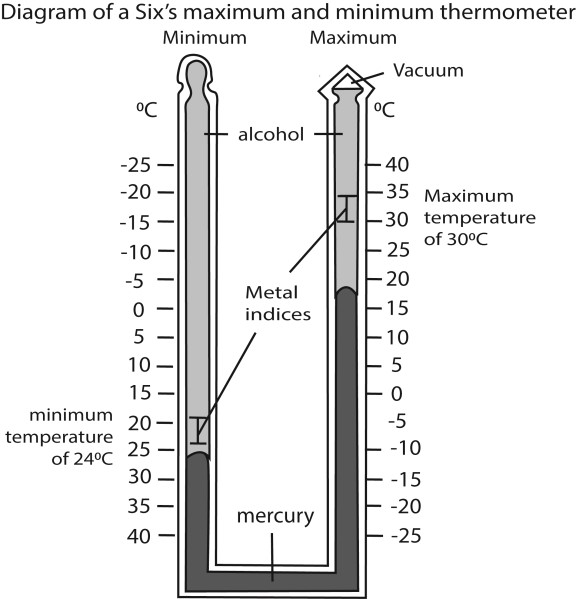 Diagram of a Six's maximum and minimum thermometer
Minimum
Maximum
Vacuum
ºC
ºC
alcohol
-25
-20
-15
-10
-5
0
5
10
15
20
25
30
35
40
40
35
30
25
20
15
10
5
0
-5
-10
-15
-20
-25
Maximum
temperature
of 30ºC
Metal
indices
minimum
temperature
of 24ºC
mercury